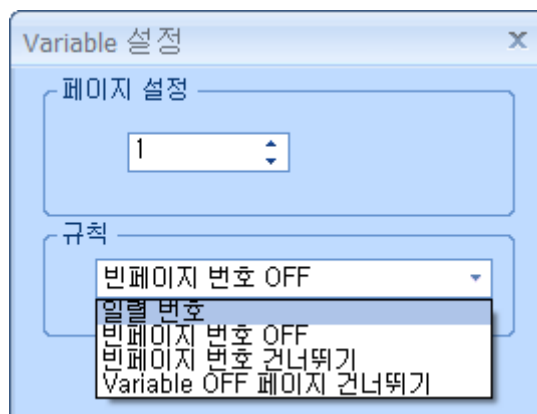 Variable 설정
페이지 설정
1
규칙
빈페이지 번호 OFF
일렬 번호
빈페이지 번호 OFF
빈페이지 번호 건너뛰기
Variable OFF 페이지 건너뛰기